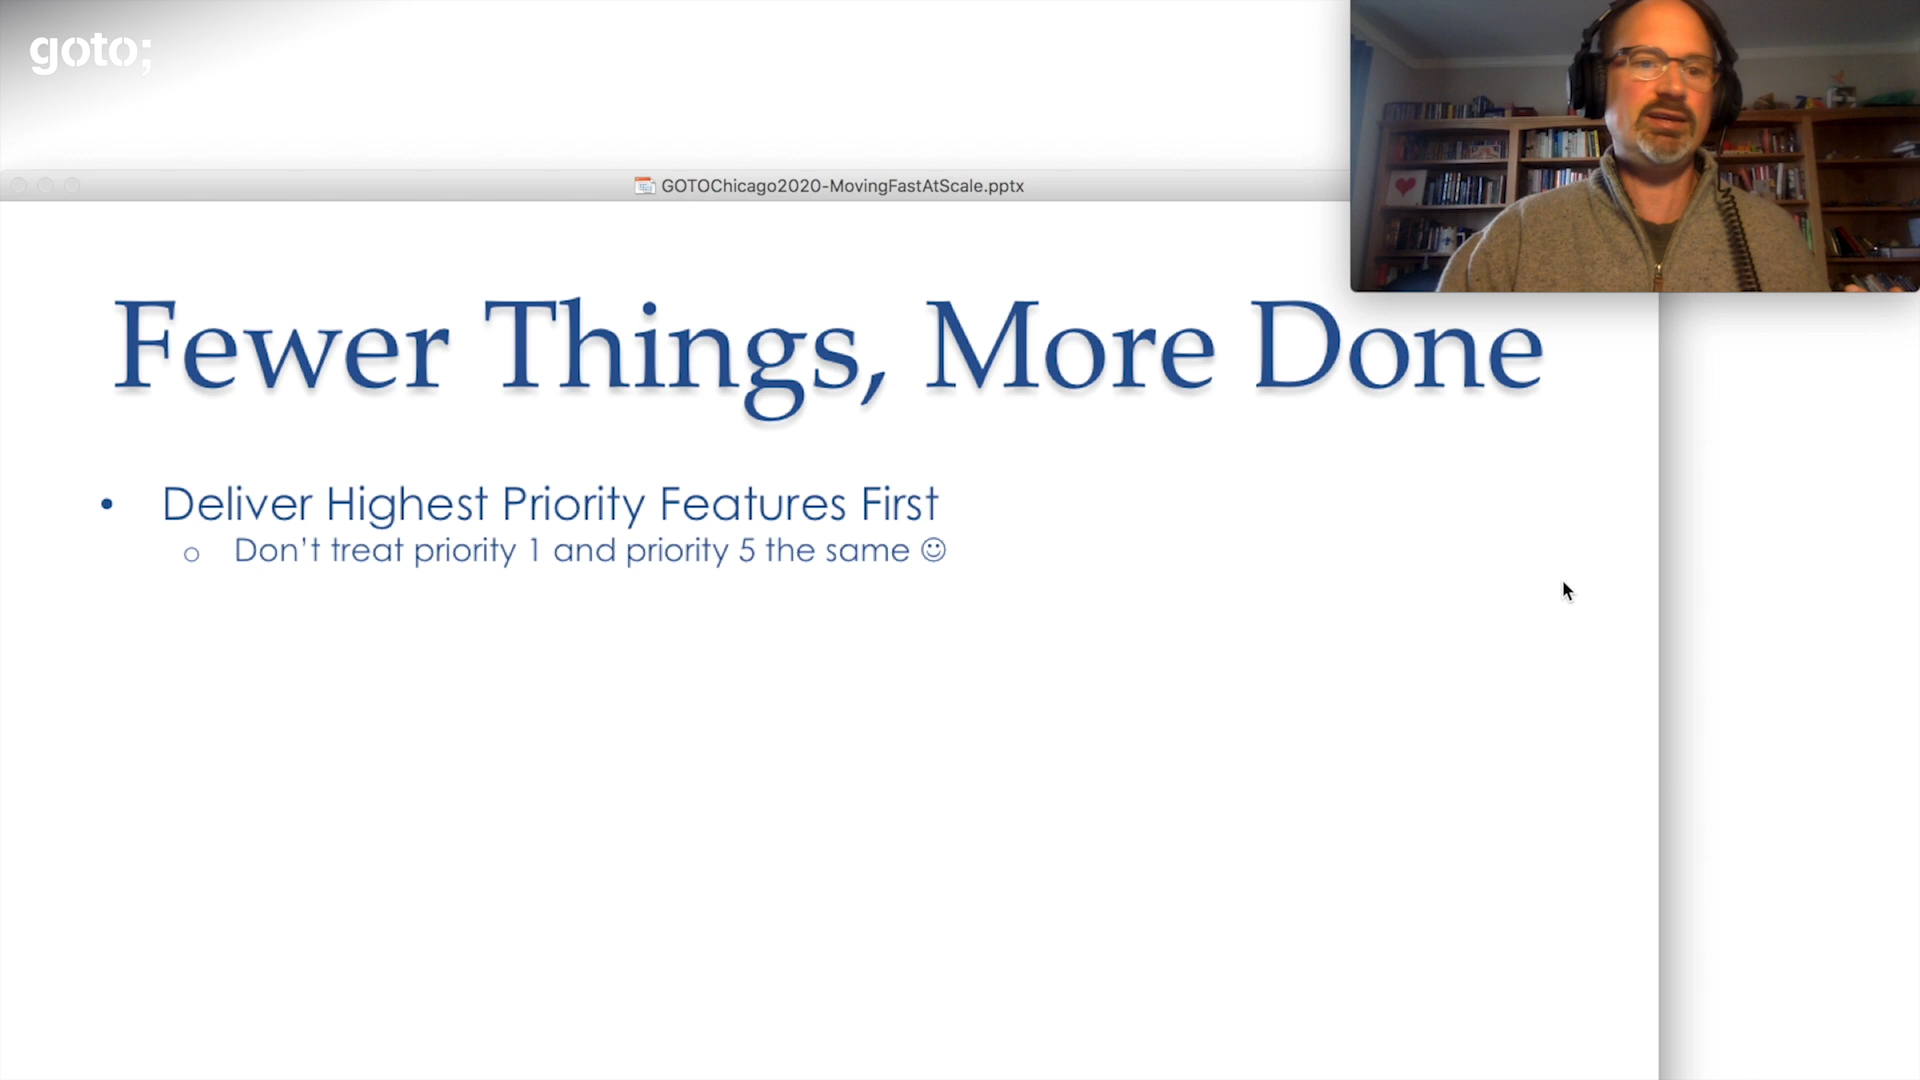 goto;
GOTOChicago2020-MovingFastAtScale.pptx
Fewer Things, More Done
• Deliver Highest Priority Features First
o Don't treat priority 1 and priority 5 the same ☺